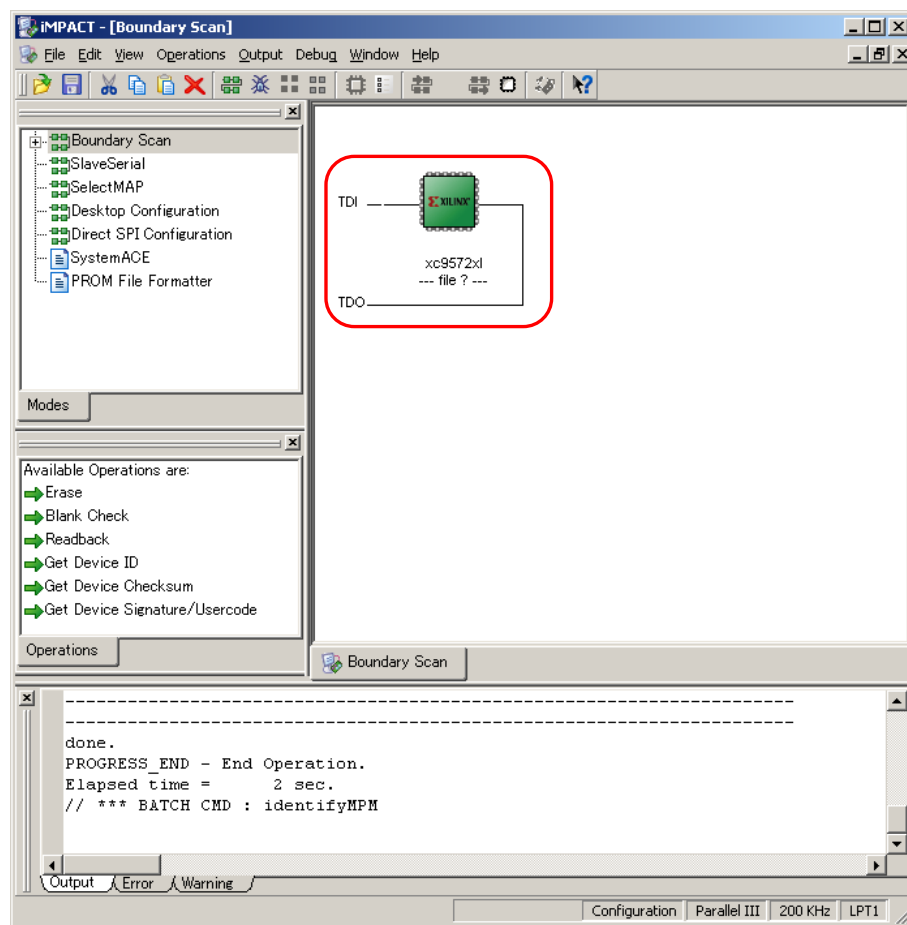 iMPACT - [Boundary Scan]
File Edit View Operations Output Debug Window Help
Boundary Scan
SlaveSerial
SelectMAP
Desktop Configuration
Direct SPI Configuration
SystemACE
PROM File Formatter
Modes
Available Operations are:
Erase
Blank Check
Readback
Get Device ID
Get Device Checksum
Get Device Signature/Usercode
Operations
TDI
XILINX
xc9572xl
--- file ? ---
TDO
Boundary Scan
----------------------------------------------------------------------
----------------------------------------------------------------------
done.
PROGRESS_END - End Operation.
Elapsed time =      2 sec.
// *** BATCH CMD : identifyMPM
Output Error Warning
Configuration Parallel III 200 KHz LPT1